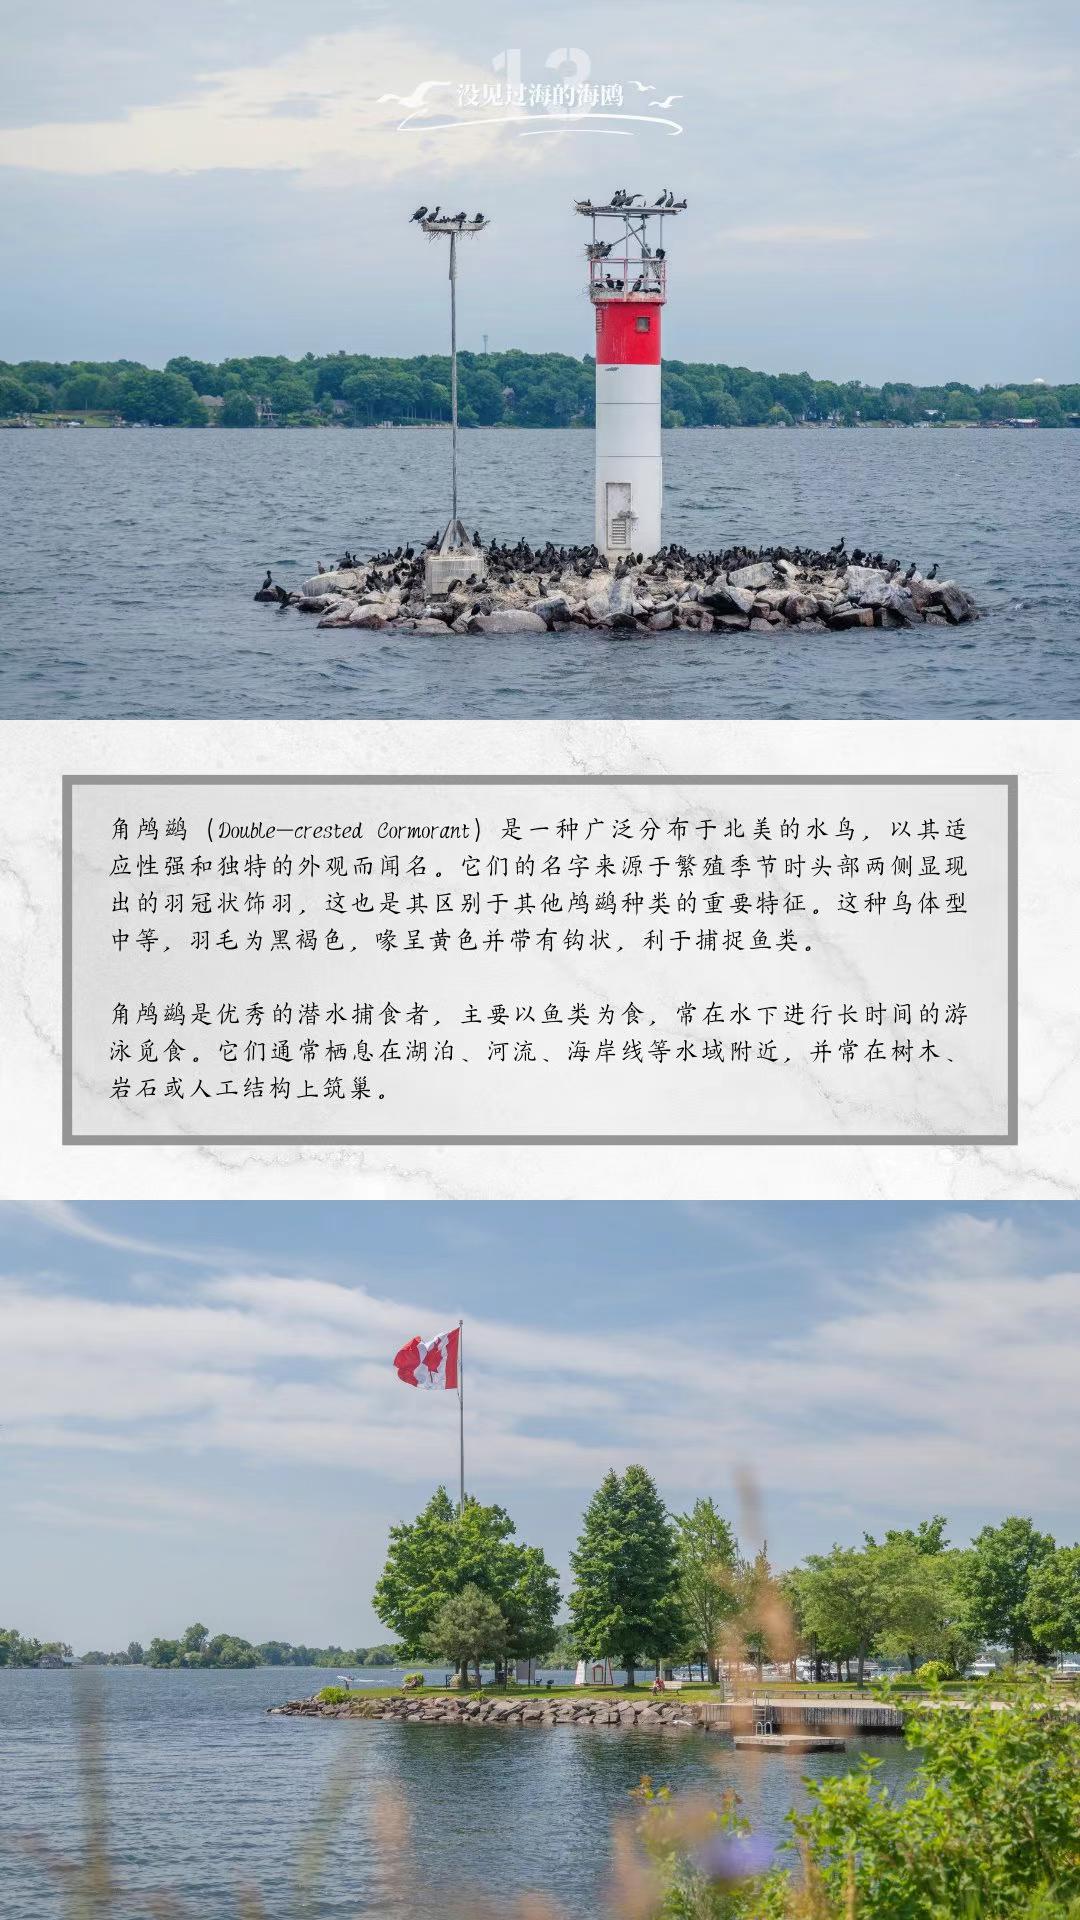 13
没见过海的海鸥
角鸬鹚（Double-crested Cormorant）是一种广泛分布于北美的水鸟，以其适
应性强和独特的外观而闻名。它们的名字来源于繁殖季节时头部两侧显现
出的羽冠状饰羽，这也是其区别于其他鸬鹚种类的重要特征。这种鸟体型
中等，羽毛为黑褐色，喙呈黄色并带有钩状，利于捕捉鱼类。
角鸬鹚是优秀的潜水捕食者，主要以鱼类为食，常在水下进行长时间的游
泳觅食。它们通常栖息在湖泊、河流、海岸线等水域附近，并常在树木、
岩石或人工结构上筑巢。